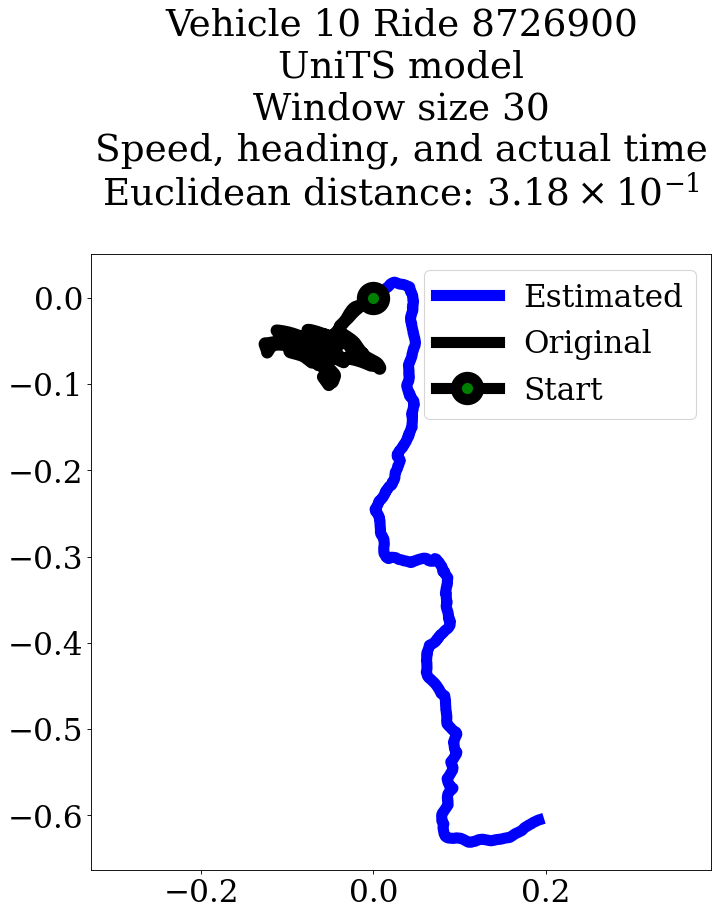 Vehicle 10 Ride 8726900
UniTS model
Window size 30
Speed, heading, and actual time
Euclidean distance: 3.18 × 10⁻¹
Estimated
Original
Start
0.0
−0.1
−0.2
−0.3
−0.4
−0.5
−0.6
−0.2 0.0 0.2